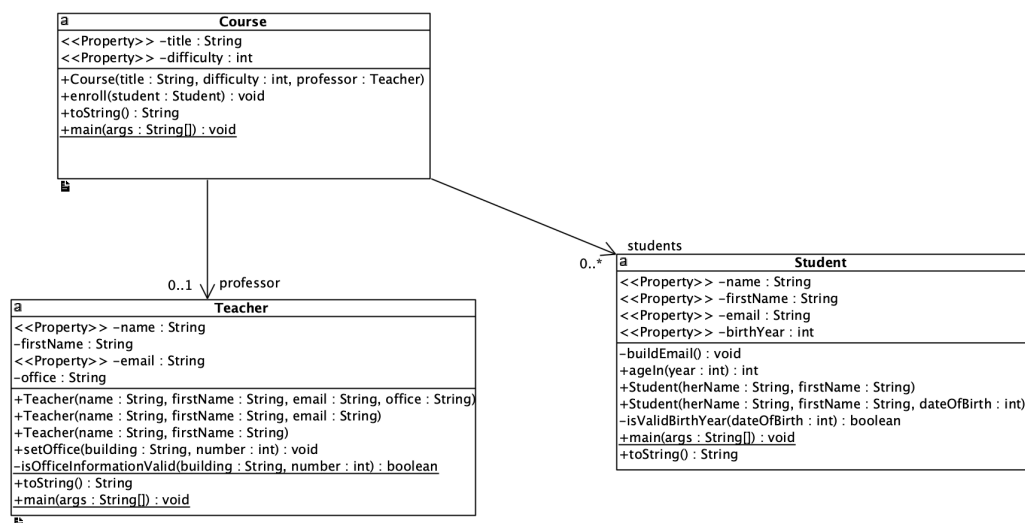 a
Course
<<Property>> -title : String
<<Property>> -difficulty : int
+Course(title : String, difficulty : int, professor : Teacher)
+enroll(student : Student) : void
+toString() : String
+main(args : String[]) : void
students
0..*
0..1
professor
a
Teacher
<<Property>> -name : String
-firstName : String
<<Property>> -email : String
-office : String
+Teacher(name : String, firstName : String, email : String, office : String)
+Teacher(name : String, firstName : String, email : String)
+Teacher(name : String, firstName : String)
+setOffice(building : String, number : int) : void
-isOfficeInformationValid(building : String, number : int) : boolean
+toString() : String
+main(args : String[]) : void
a
Student
<<Property>> -name : String
<<Property>> -firstName : String
<<Property>> -email : String
<<Property>> -birthYear : int
-buildEmail() : void
+ageIn(year : int) : int
+Student(herName : String, firstName : String)
+Student(herName : String, firstName : String, dateOfBirth : int)
-isValidBirthYear(dateOfBirth : int) : boolean
+main(args : String[]) : void
+toString() : String